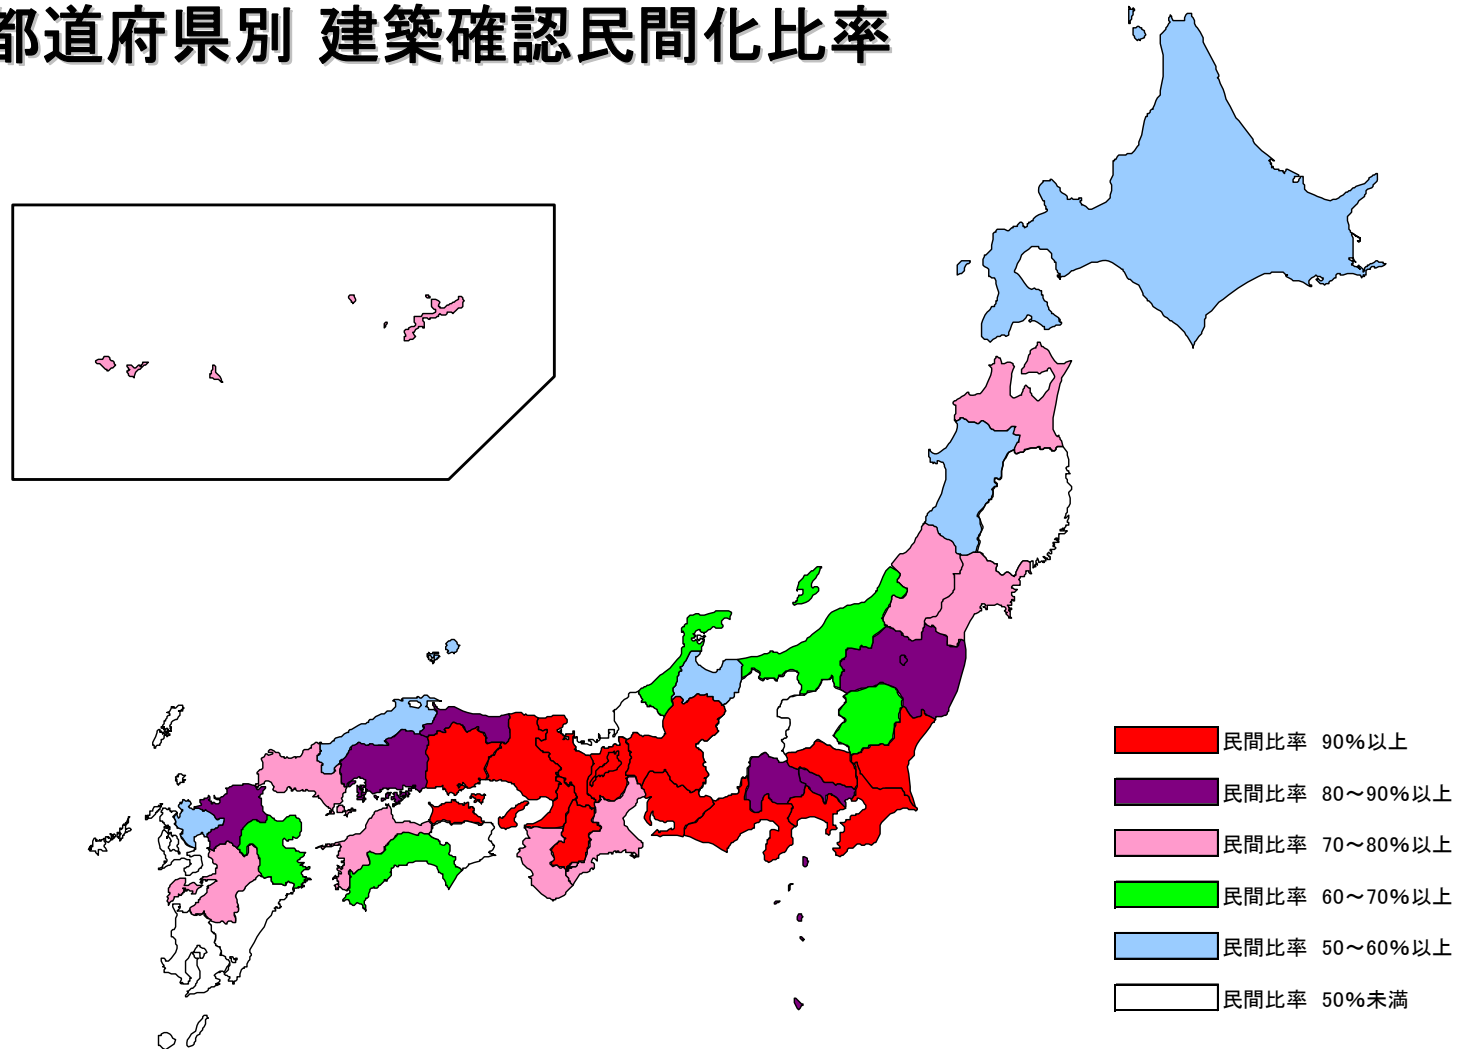 都道府県別 建築確認民間化比率
民間比率 90%以上
民間比率 80～90%以上
民間比率 70～80%以上
民間比率 60～70%以上
民間比率 50～60%以上
民間比率 50%未満